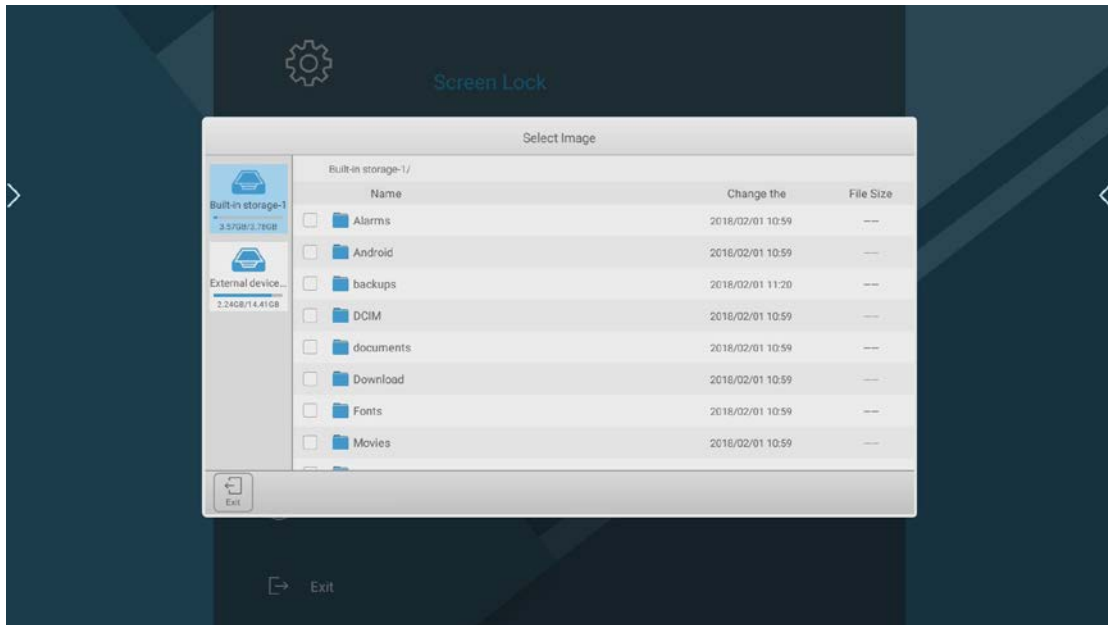 Screen Lock
Select Image
Built-in storage-1/
Name Change the File Size
Built-in storage-1
3.57GB/3.78GB
External device...
2.24GB/14.41GB
Alarms 2018/02/01 10:59 ---
Android 2018/02/01 10:59 ---
backups 2018/02/01 11:20 ---
DCIM 2018/02/01 10:59 ---
documents 2018/02/01 10:59 ---
Download 2018/02/01 10:59 ---
Fonts 2018/02/01 10:59 ---
Movies 2018/02/01 10:59 ---
Exit
Exit